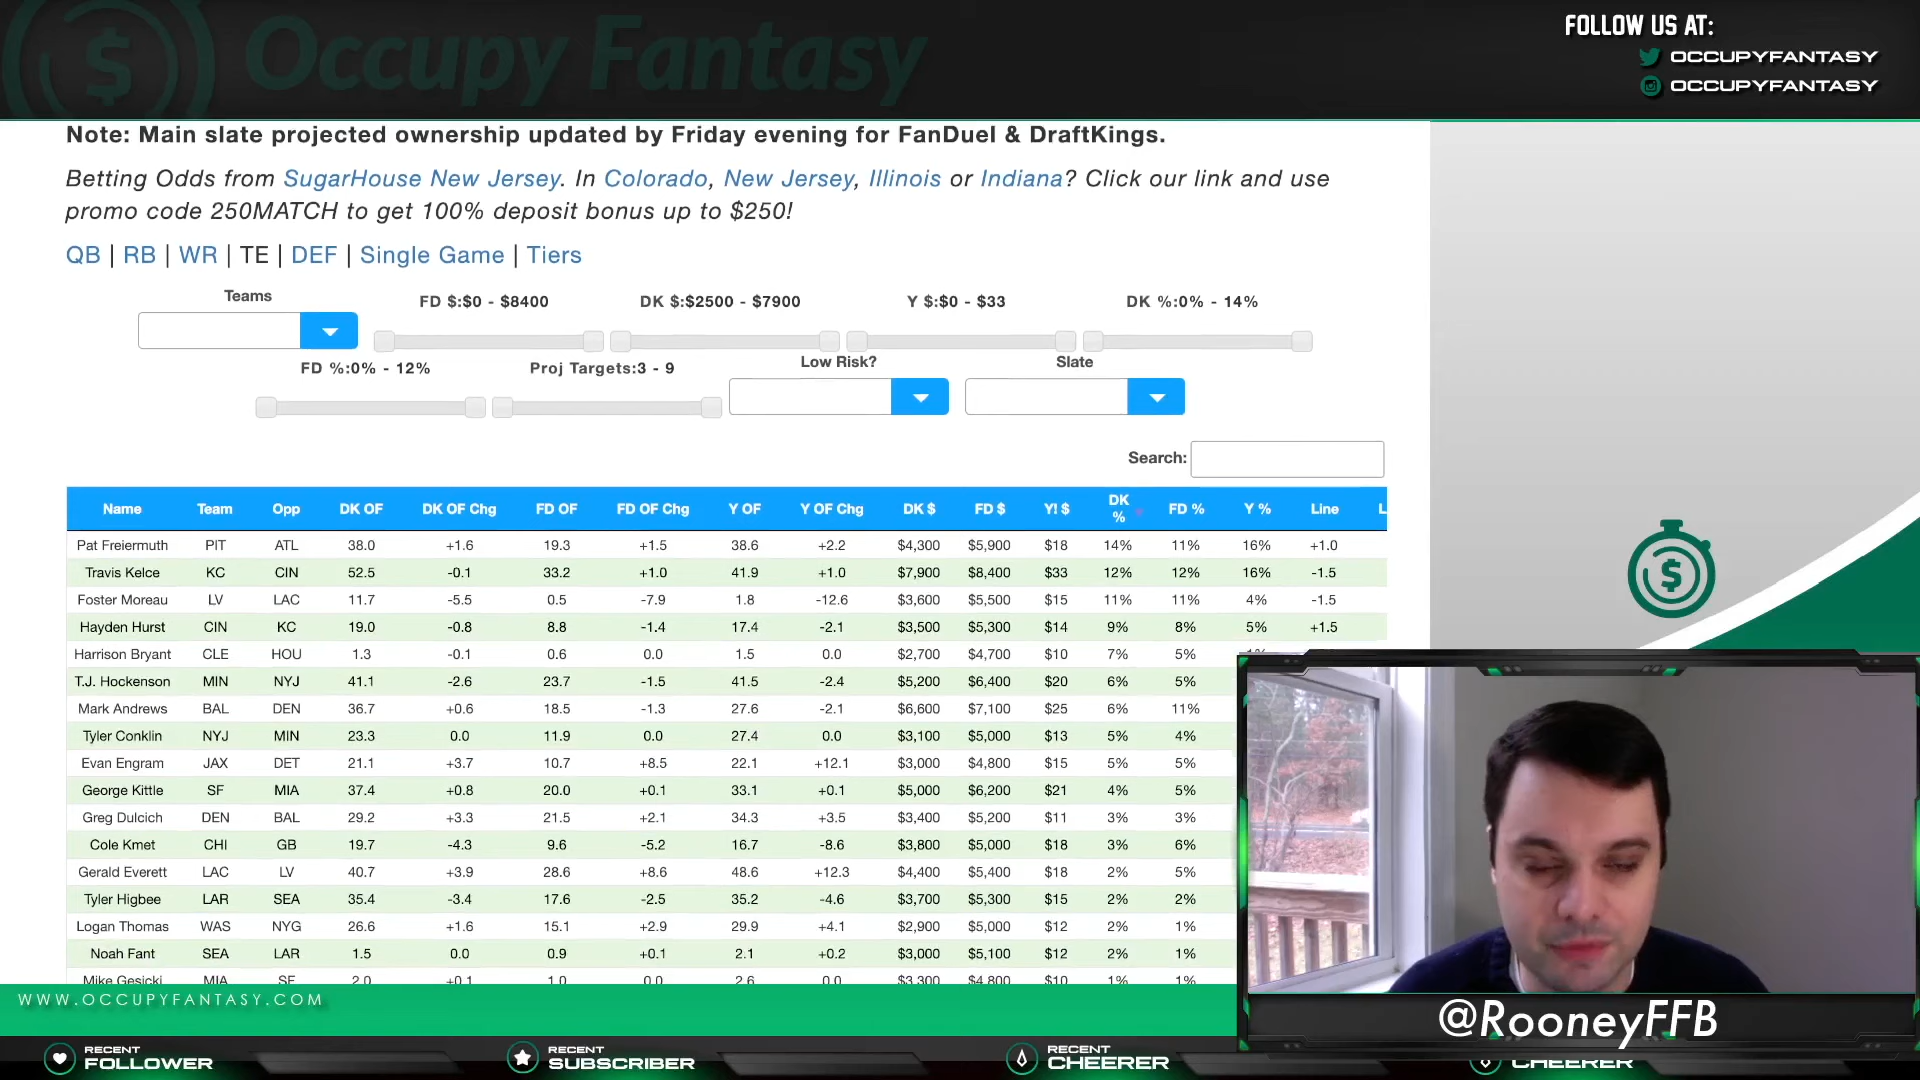 Occupy Fantasy
FOLLOW US AT:
OCCUPYFANTASY
OCCUPYFANTASY
Note: Main slate projected ownership updated by Friday evening for FanDuel & DraftKings.
Betting Odds from SugarHouse New Jersey. In Colorado, New Jersey, Illinois or Indiana? Click our link and use
promo code 250MATCH to get 100% deposit bonus up to $250!
QB | RB | WR | TE | DEF | Single Game | Tiers
Teams FD $:$0 - $8400 DK $:$2500 - $7900 Y $:$0 - $33 DK %:0% - 14%
FD %:0% - 12% Proj Targets:3 - 9 Low Risk? Slate
Search:
Name Team Opp DK OF DK OF Chg FD OF FD OF Chg Y OF Y OF Chg DK $ FD $ Y! $ DK % FD % Y % Line L
Pat Freiermuth PIT ATL 38.0 +1.6 19.3 +1.5 38.6 +2.2 $4,300 $5,900 $18 14% 11% 16% +1.0
Travis Kelce KC CIN 52.5 -0.1 33.2 +1.0 41.9 +1.0 $7,900 $8,400 $33 12% 12% 16% -1.5
Foster Moreau LV LAC 11.7 -5.5 0.5 -7.9 1.8 -12.6 $3,600 $5,500 $15 11% 11% 4% -1.5
Hayden Hurst CIN KC 19.0 -0.8 8.8 -1.4 17.4 -2.1 $3,500 $5,300 $14 9% 8% 5% +1.5
Harrison Bryant CLE HOU 1.3 -0.1 0.6 0.0 1.5 0.0 $2,700 $4,700 $10 7% 5%
T.J. Hockenson MIN NYJ 41.1 -2.6 23.7 -1.5 41.5 -2.4 $5,200 $6,400 $20 6% 5%
Mark Andrews BAL DEN 36.7 +0.6 18.5 -1.3 27.6 -2.1 $6,600 $7,100 $25 6% 11%
Tyler Conklin NYJ MIN 23.3 0.0 11.9 0.0 27.4 0.0 $3,100 $5,000 $13 5% 4%
Evan Engram JAX DET 21.1 +3.7 10.7 +8.5 22.1 +12.1 $3,000 $4,800 $15 5% 5%
George Kittle SF MIA 37.4 +0.8 20.0 +0.1 33.1 +0.1 $5,000 $6,200 $21 4% 5%
Greg Dulcich DEN BAL 29.2 +3.3 21.5 +2.1 34.3 +3.5 $3,400 $5,200 $11 3% 3%
Cole Kmet CHI GB 19.7 -4.3 9.6 -5.2 16.7 -8.6 $3,800 $5,000 $18 3% 6%
Gerald Everett LAC LV 40.7 +3.9 28.6 +8.6 48.6 +12.3 $4,400 $5,400 $18 2% 5%
Tyler Higbee LAR SEA 35.4 -3.4 17.6 -2.5 35.2 -4.6 $3,700 $5,300 $15 2% 2%
Logan Thomas WAS NYG 26.6 +1.6 15.1 +2.9 29.9 +4.1 $2,900 $5,000 $12 2% 1%
Noah Fant SEA LAR 1.5 0.0 0.9 +0.1 2.1 +0.2 $3,000 $5,100 $12 2% 1%
Mike Gesicki MIA SF 2.0 +0.1 1.0 0.0 2.6 0.0 $3,300 $4,800 $10 1% 1%
WWW.OCCUPYFANTASY.COM
@RooneyFFB
RECENT FOLLOWER
RECENT SUBSCRIBER
RECENT CHEERER
CHEERER